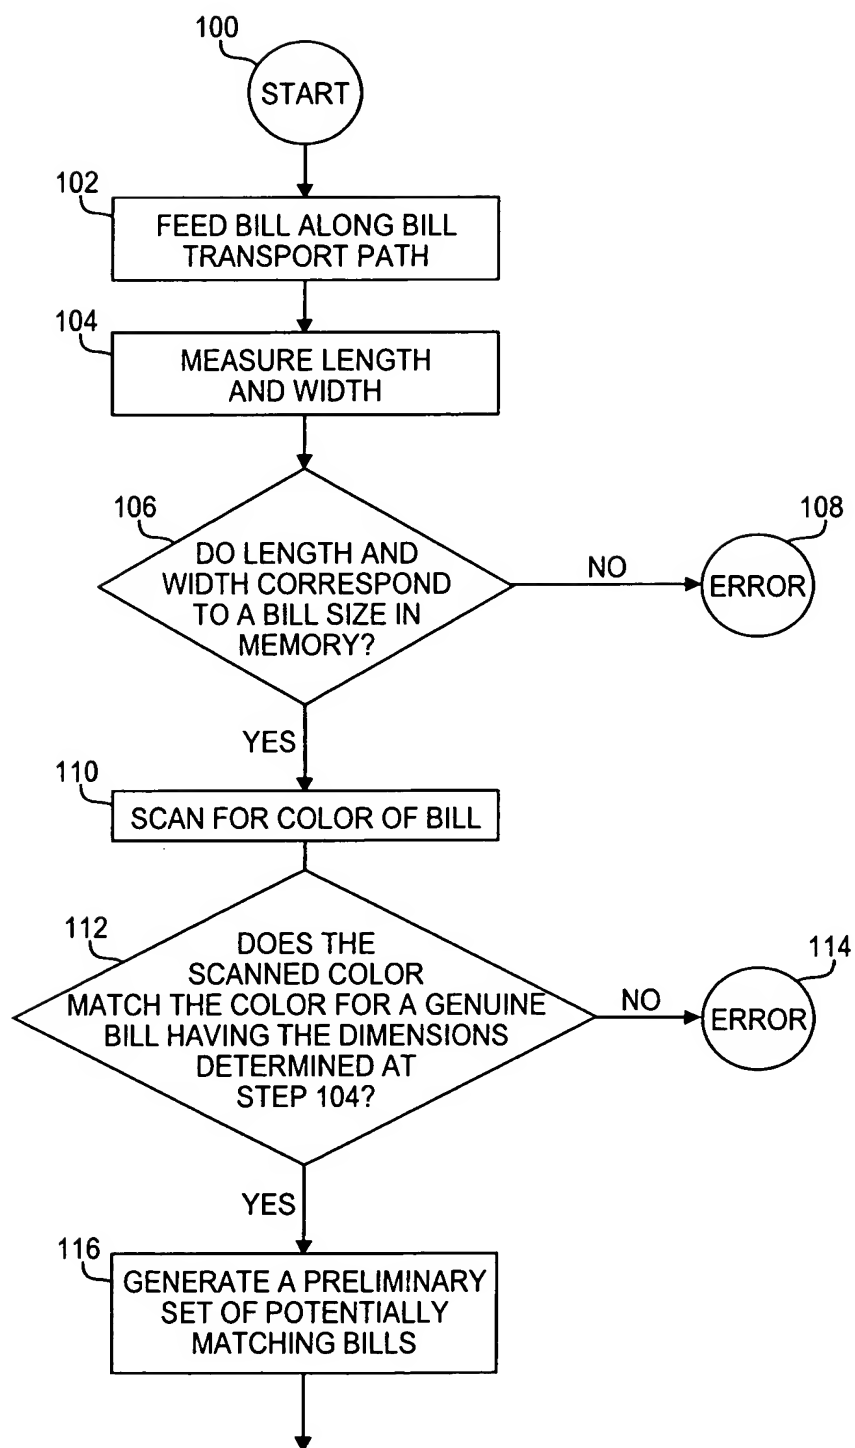 100
START
102
FEED BILL ALONG BILL
TRANSPORT PATH
104
MEASURE LENGTH
AND WIDTH
106
DO LENGTH AND
WIDTH CORRESPOND
TO A BILL SIZE IN
MEMORY?
NO
108
ERROR
YES
110
SCAN FOR COLOR OF BILL
112
DOES THE
SCANNED COLOR
MATCH THE COLOR FOR A GENUINE
BILL HAVING THE DIMENSIONS
DETERMINED AT
STEP 104?
NO
114
ERROR
YES
116
GENERATE A PRELIMINARY
SET OF POTENTIALLY
MATCHING BILLS